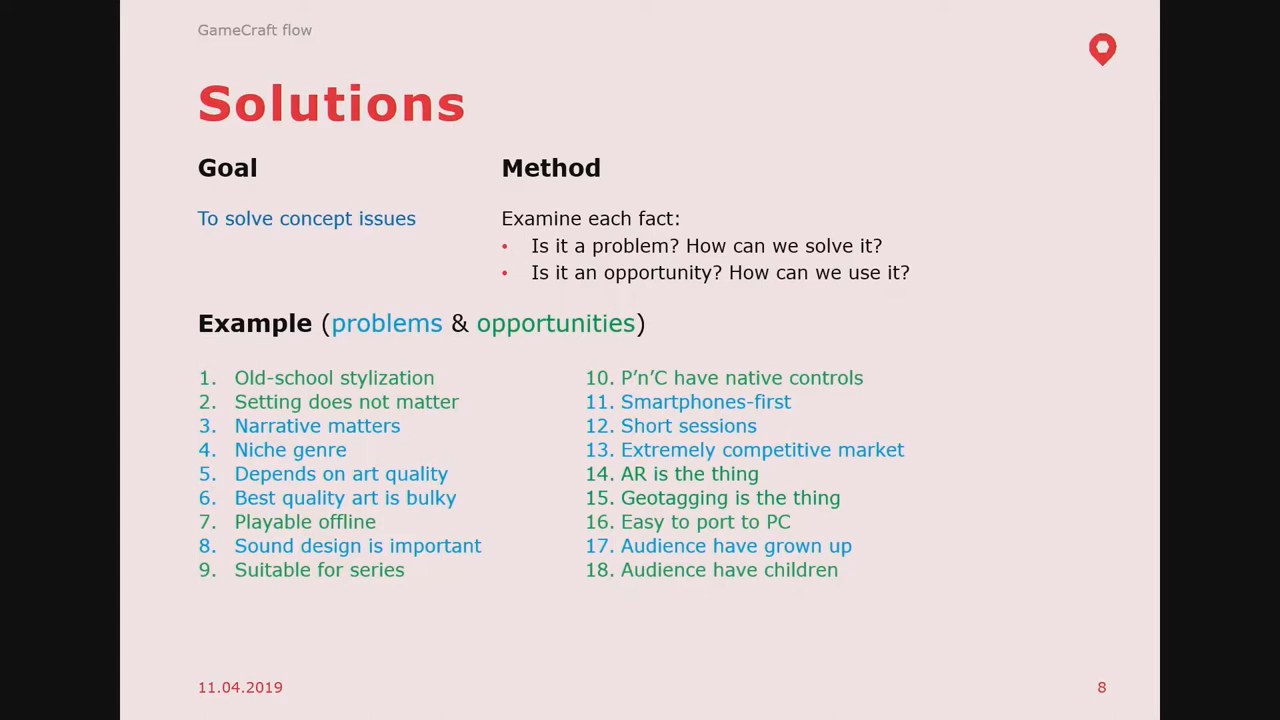 GameCraft flow
Solutions
Goal
To solve concept issues
Method
Examine each fact:
• Is it a problem? How can we solve it?
• Is it an opportunity? How can we use it?
Example (problems & opportunities)
1. Old-school stylization
2. Setting does not matter
3. Narrative matters
4. Niche genre
5. Depends on art quality
6. Best quality art is bulky
7. Playable offline
8. Sound design is important
9. Suitable for series
10. P’n’C have native controls
11. Smartphones-first
12. Short sessions
13. Extremely competitive market
14. AR is the thing
15. Geotagging is the thing
16. Easy to port to PC
17. Audience have grown up
18. Audience have children
11.04.2019
8